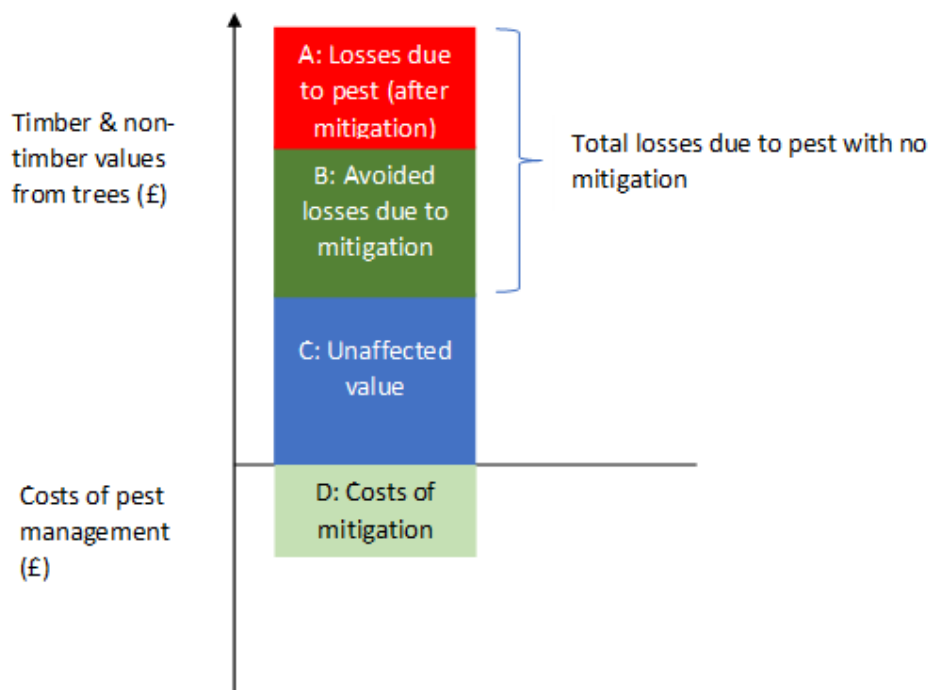 A: Losses due
to pest (after
mitigation)
Timber & non-
timber values
from trees (£)
Total losses due to pest with no
mitigation
B: Avoided
losses due to
mitigation
C: Unaffected
value
Costs of pest
management
(£)
D: Costs of
mitigation